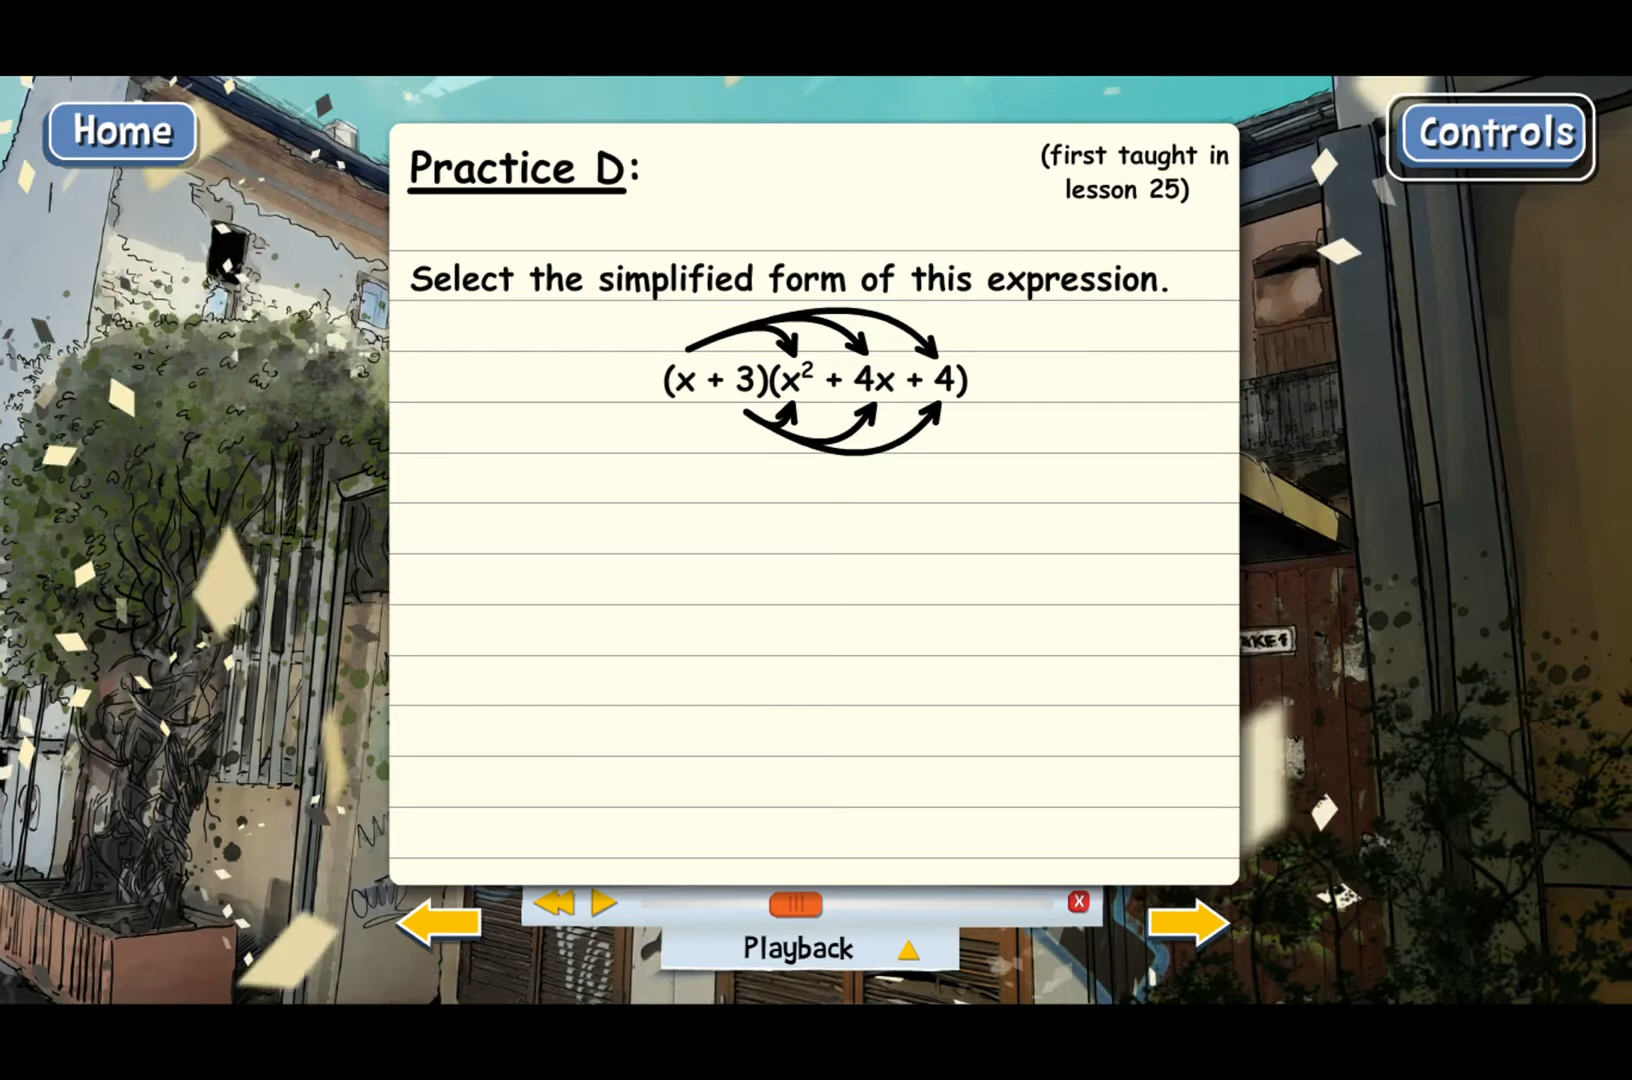 Home
Controls
Practice D:
(first taught in
lesson 25)
Select the simplified form of this expression.
(x + 3)(x² + 4x + 4)
AKE1
X
Playback